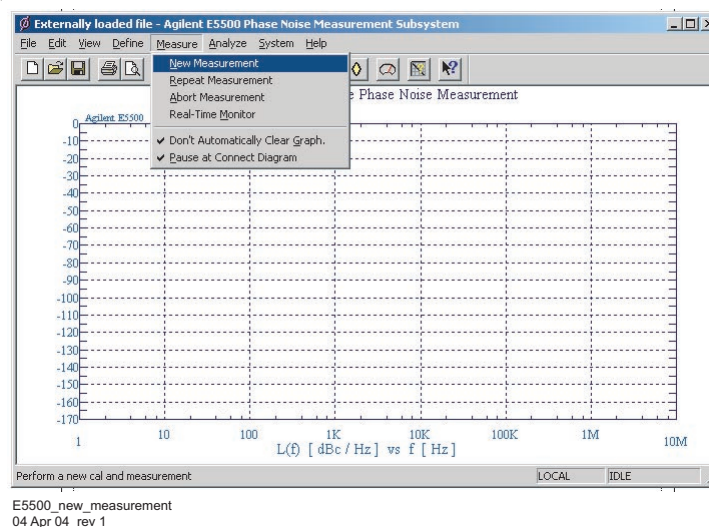 Externally loaded file - Agilent E5500 Phase Noise Measurement Subsystem
File Edit View Define Measure Analyze System Help
New Measurement
Repeat Measurement
Abort Measurement
Real-Time Monitor
Don't Automatically Clear Graph.
Pause at Connect Diagram
Phase Noise Measurement
Agilent E5500
0
-10
-20
-30
-40
-50
-60
-70
-80
-90
-100
-110
-120
-130
-140
-150
-160
-170
1 10 100 1K 10K 100K 1M 10M
L(f) [ dBc / Hz ] vs f [ Hz ]
Perform a new cal and measurement LOCAL IDLE
E5500_new_measurement
04 Apr 04 rev 1